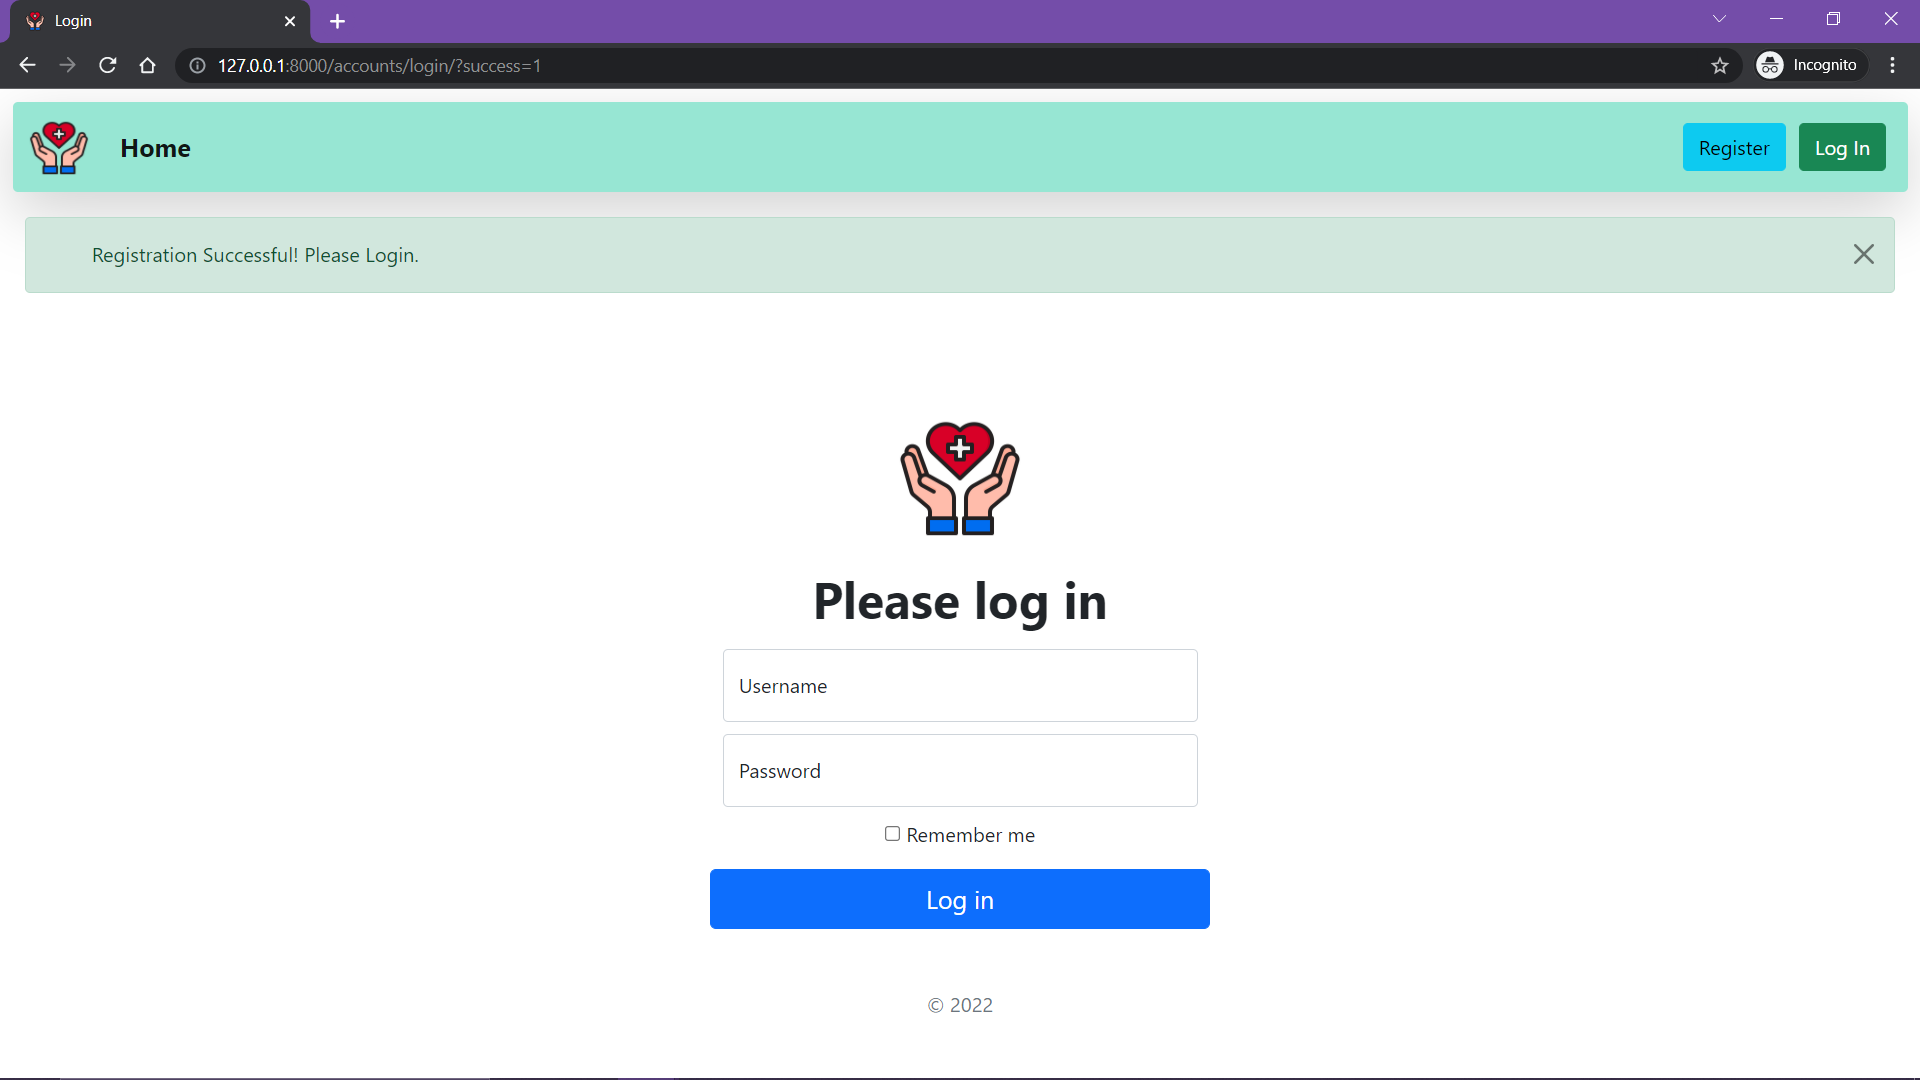 Login
127.0.0.1:8000/accounts/login/?success=1
Incognito
Home
Register
Log In
Registration Successful! Please Login.
Please log in
Username
Password
Remember me
Log in
© 2022